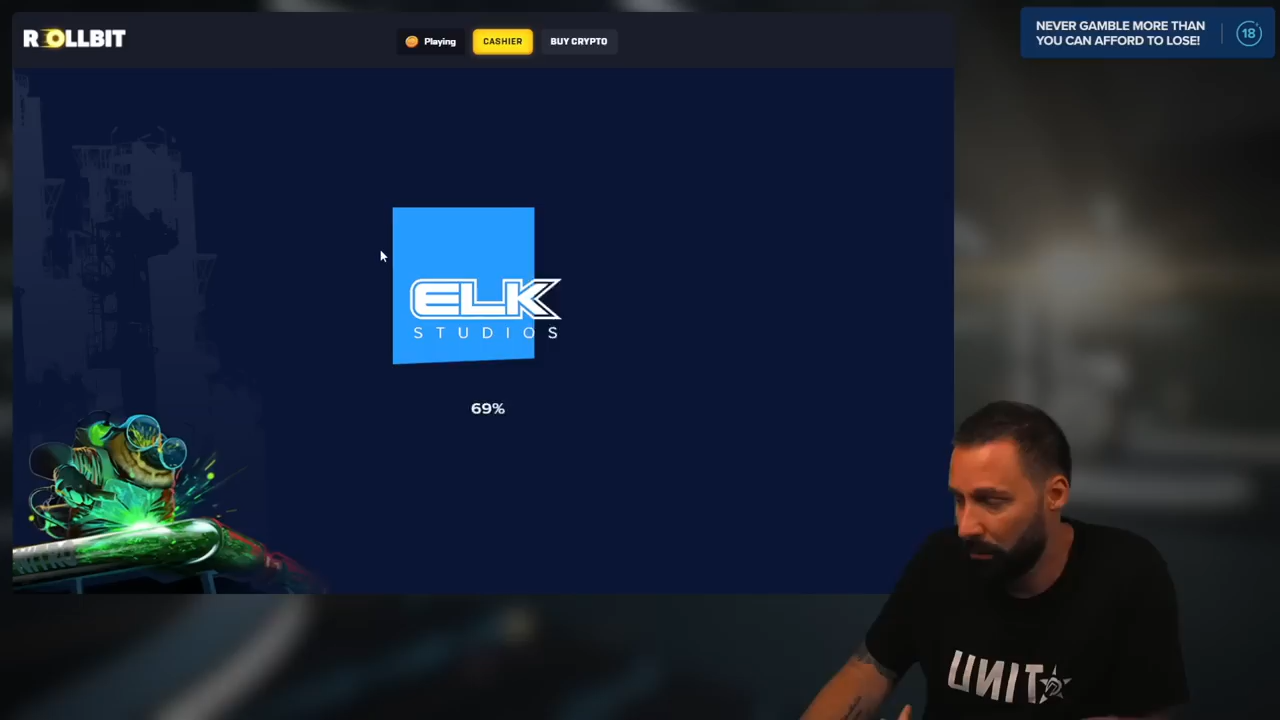 ROLLBIT
Playing
CASHIER
BUY CRYPTO
NEVER GAMBLE MORE THAN
YOU CAN AFFORD TO LOSE!
18+
ELK
STUDIOS
69%
UNIT